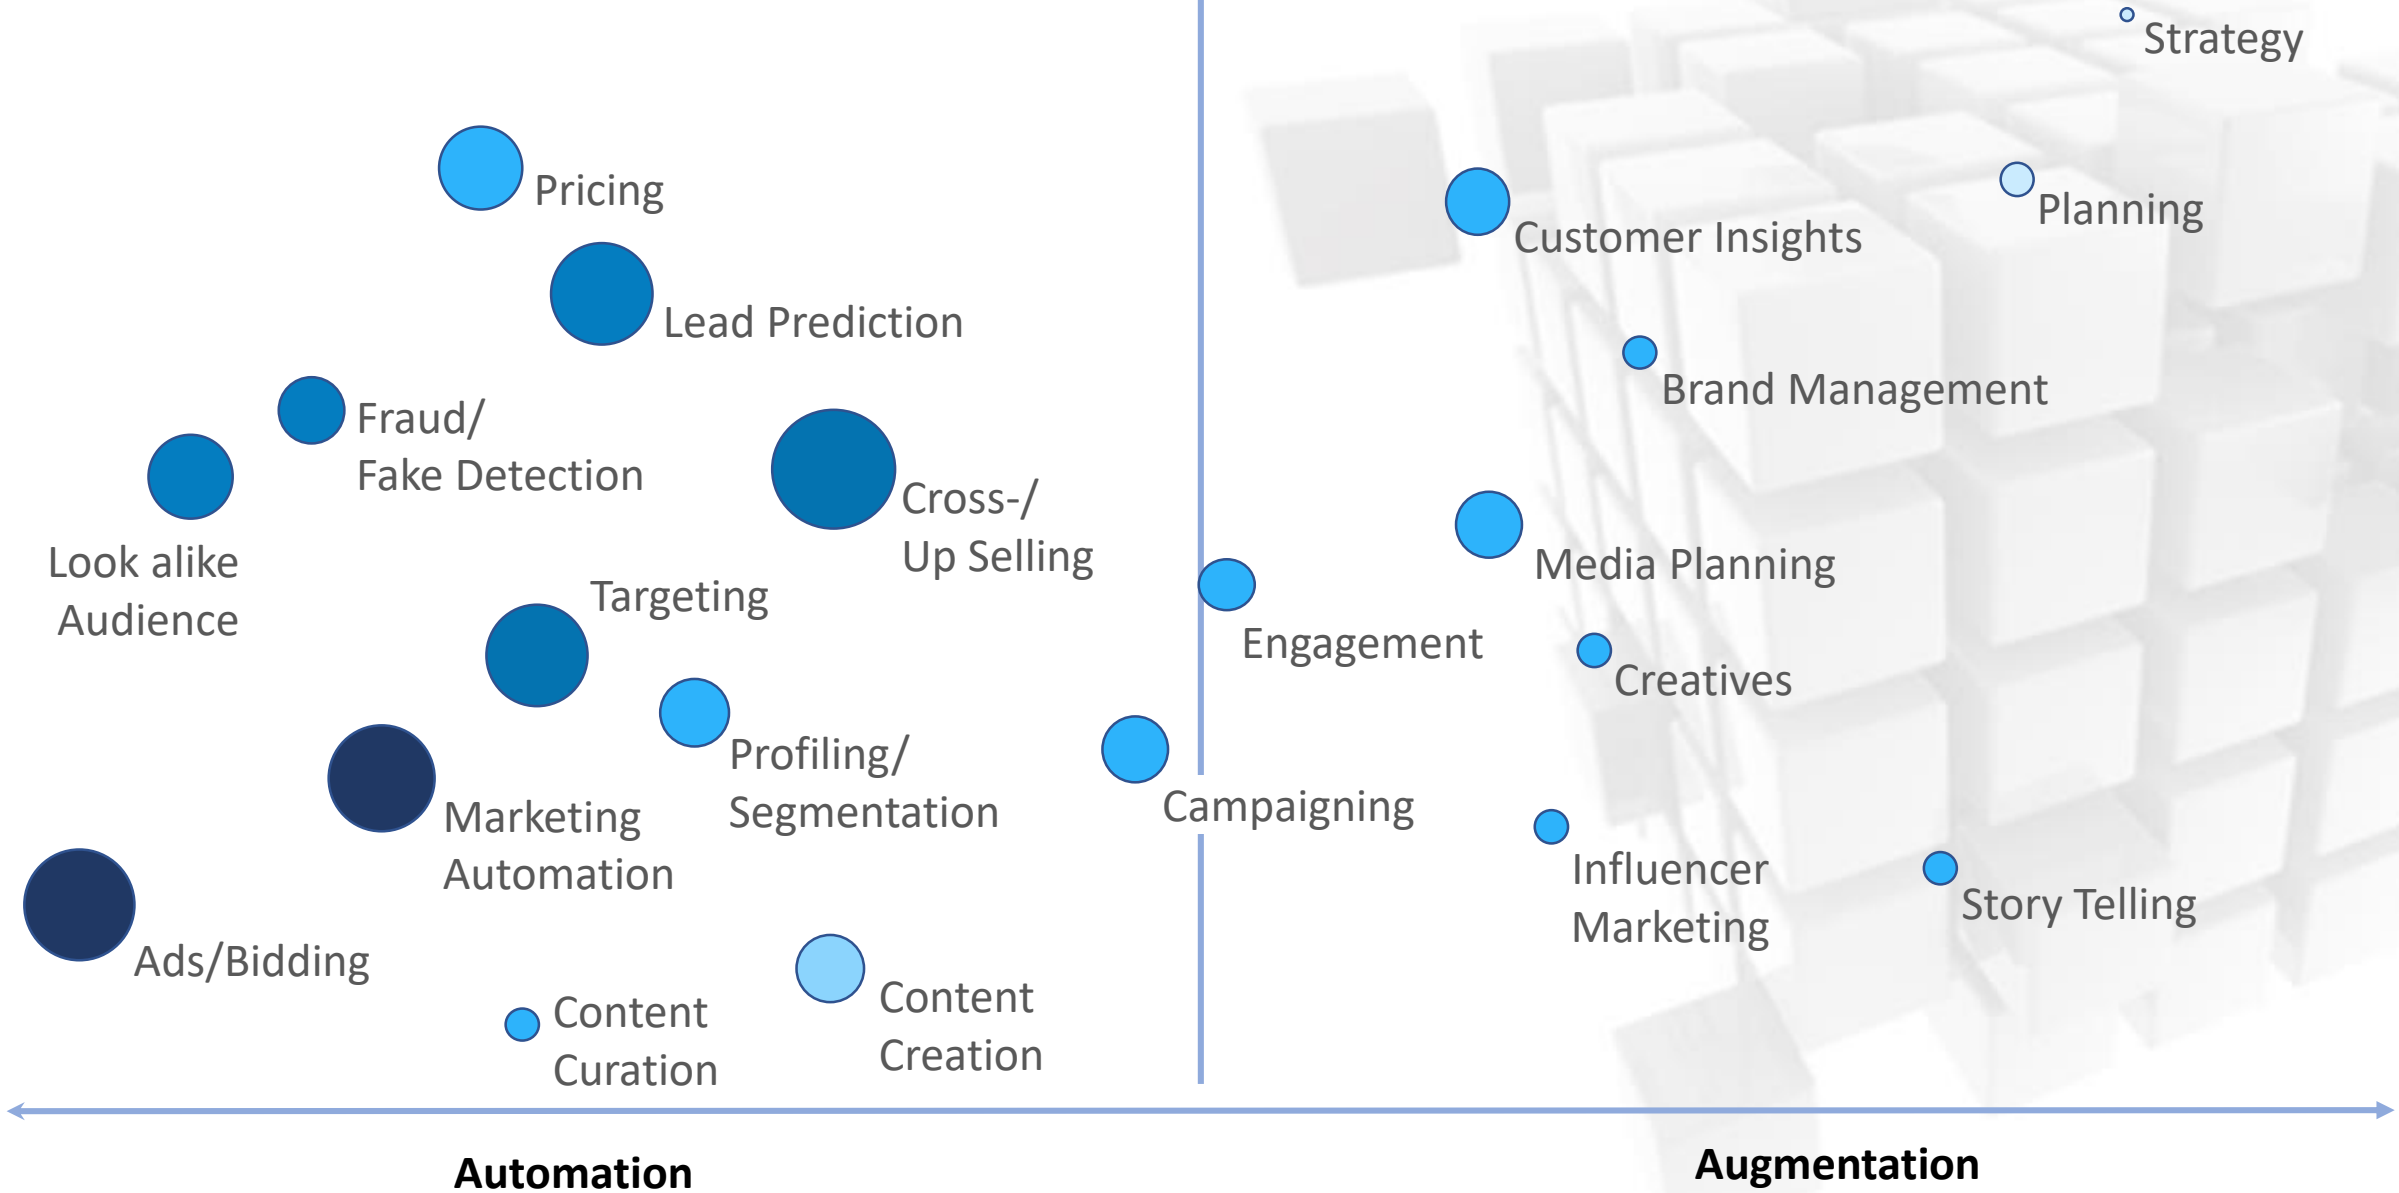 Strategy
Pricing
Planning
Customer Insights
Lead Prediction
Brand Management
Fraud/
Fake Detection
Cross-/
Up Selling
Look alike
Audience
Media Planning
Targeting
Engagement
Creatives
Profiling/
Segmentation
Campaigning
Marketing
Automation
Influencer
Marketing
Story Telling
Ads/Bidding
Content
Creation
Content
Curation
Automation
Augmentation